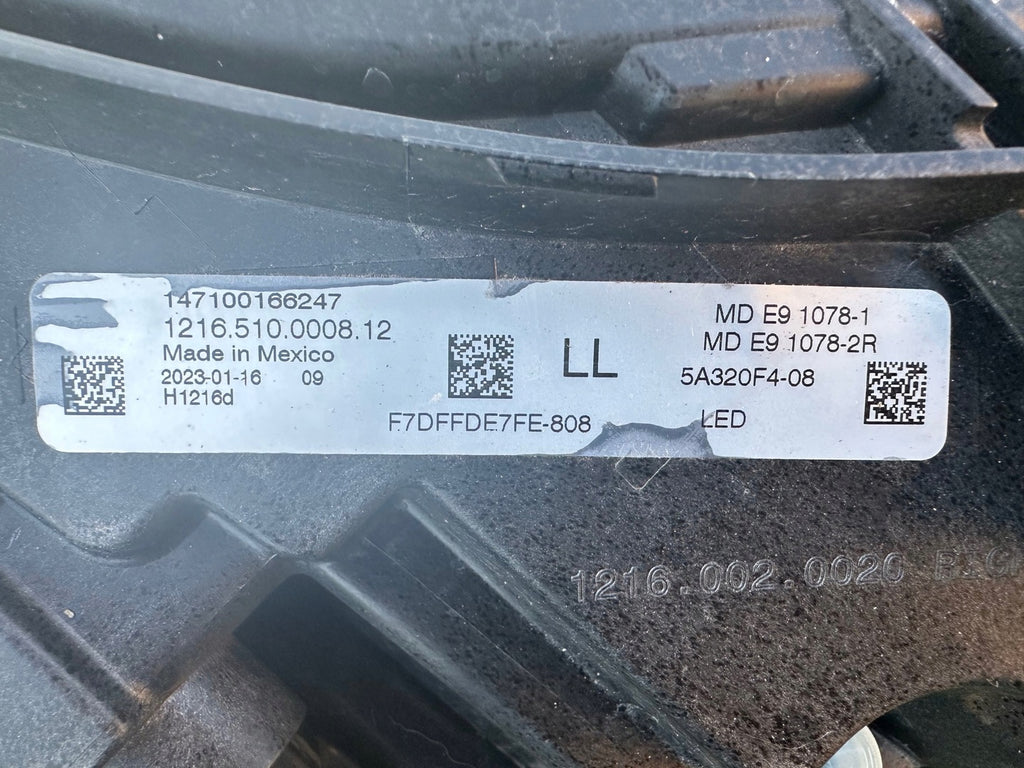 147100166247
1216.510.0008.12
Made in Mexico
2023-01-16 09
H1216d
F7DFFDE7FE-808
LL
MD E9 1078-1
MD E9 1078-2R
5A320F4-08
LED
1216.002.0020